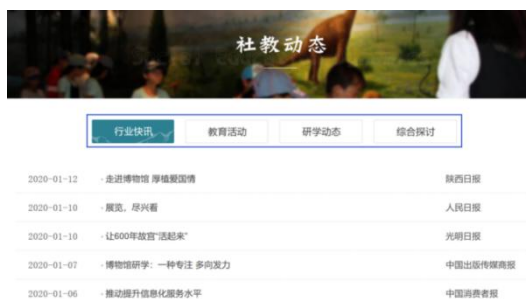 社教动态
行业快讯 教育活动 研学动态 综合探讨
2020-01-12 · 走进博物馆 厚植爱国情 陕西日报
2020-01-10 · 展览，尽兴看 人民日报
2020-01-10 · 让600年故宫“活起来” 光明日报
2020-01-07 · 博物馆研学：一种专注 多向发力 中国出版传媒商报
2020-01-06 · 推动提升信息化服务水平 中国消费者报